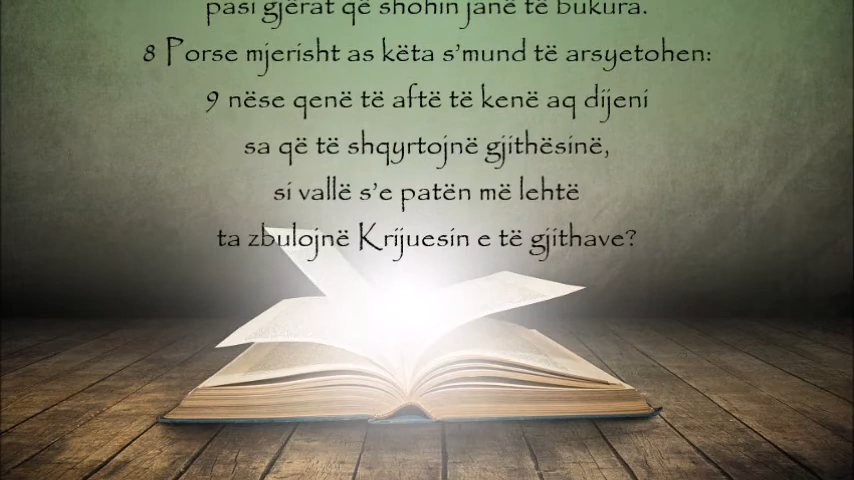 pasi gjërat që shohin janë të bukura.
8 Porse mjerisht as këta s'mund të arsyetohen:
9 nëse qenë të aftë të kenë aq dijeni
sa që të shqyrtojnë gjithësinë,
si vallë s'e patën më lehtë
ta zbulojnë Krijuesin e të gjithave?